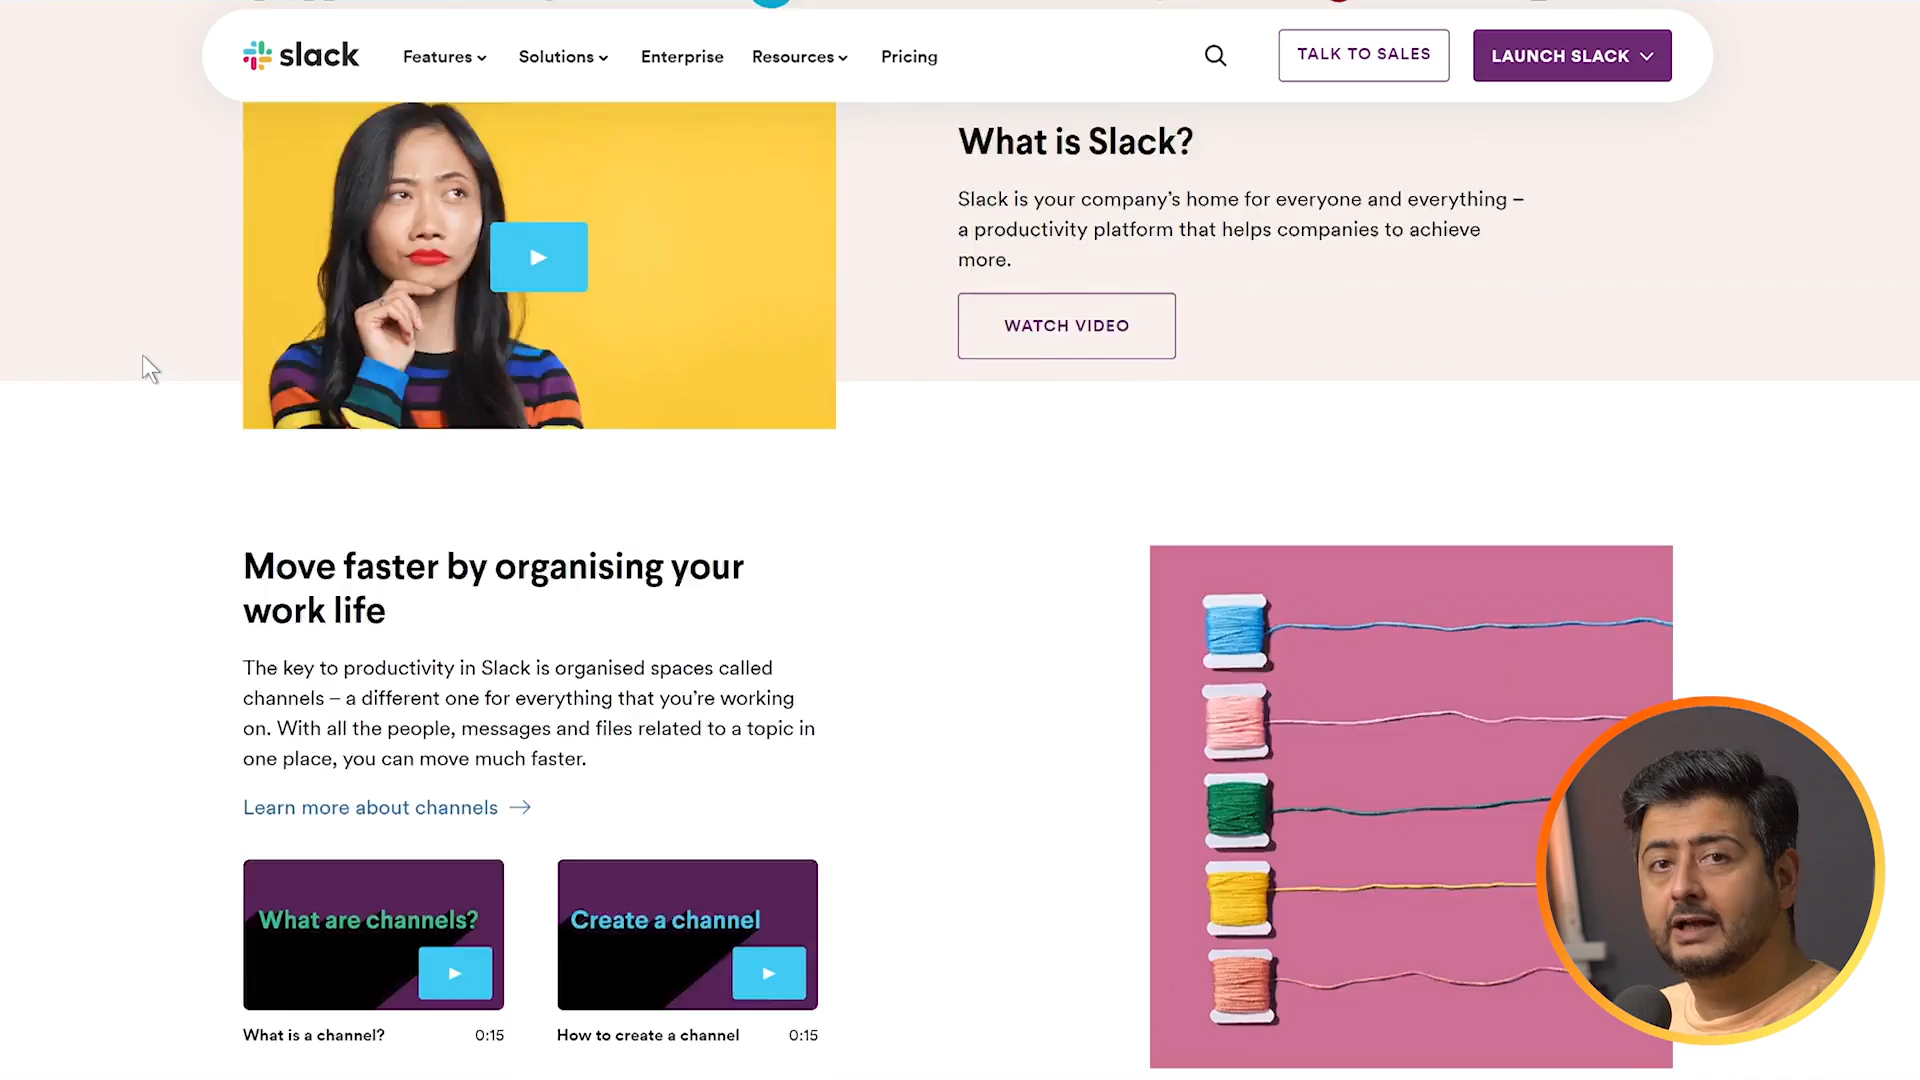 slack
Features
Solutions
Enterprise
Resources
Pricing
TALK TO SALES
LAUNCH SLACK
What is Slack?
Slack is your company’s home for everyone and everything –
a productivity platform that helps companies to achieve
more.
WATCH VIDEO
Move faster by organising your
work life
The key to productivity in Slack is organised spaces called
channels – a different one for everything that you’re working
on. With all the people, messages and files related to a topic in
one place, you can move much faster.
Learn more about channels →
What are channels?
Create a channel
What is a channel? 0:15
How to create a channel 0:15